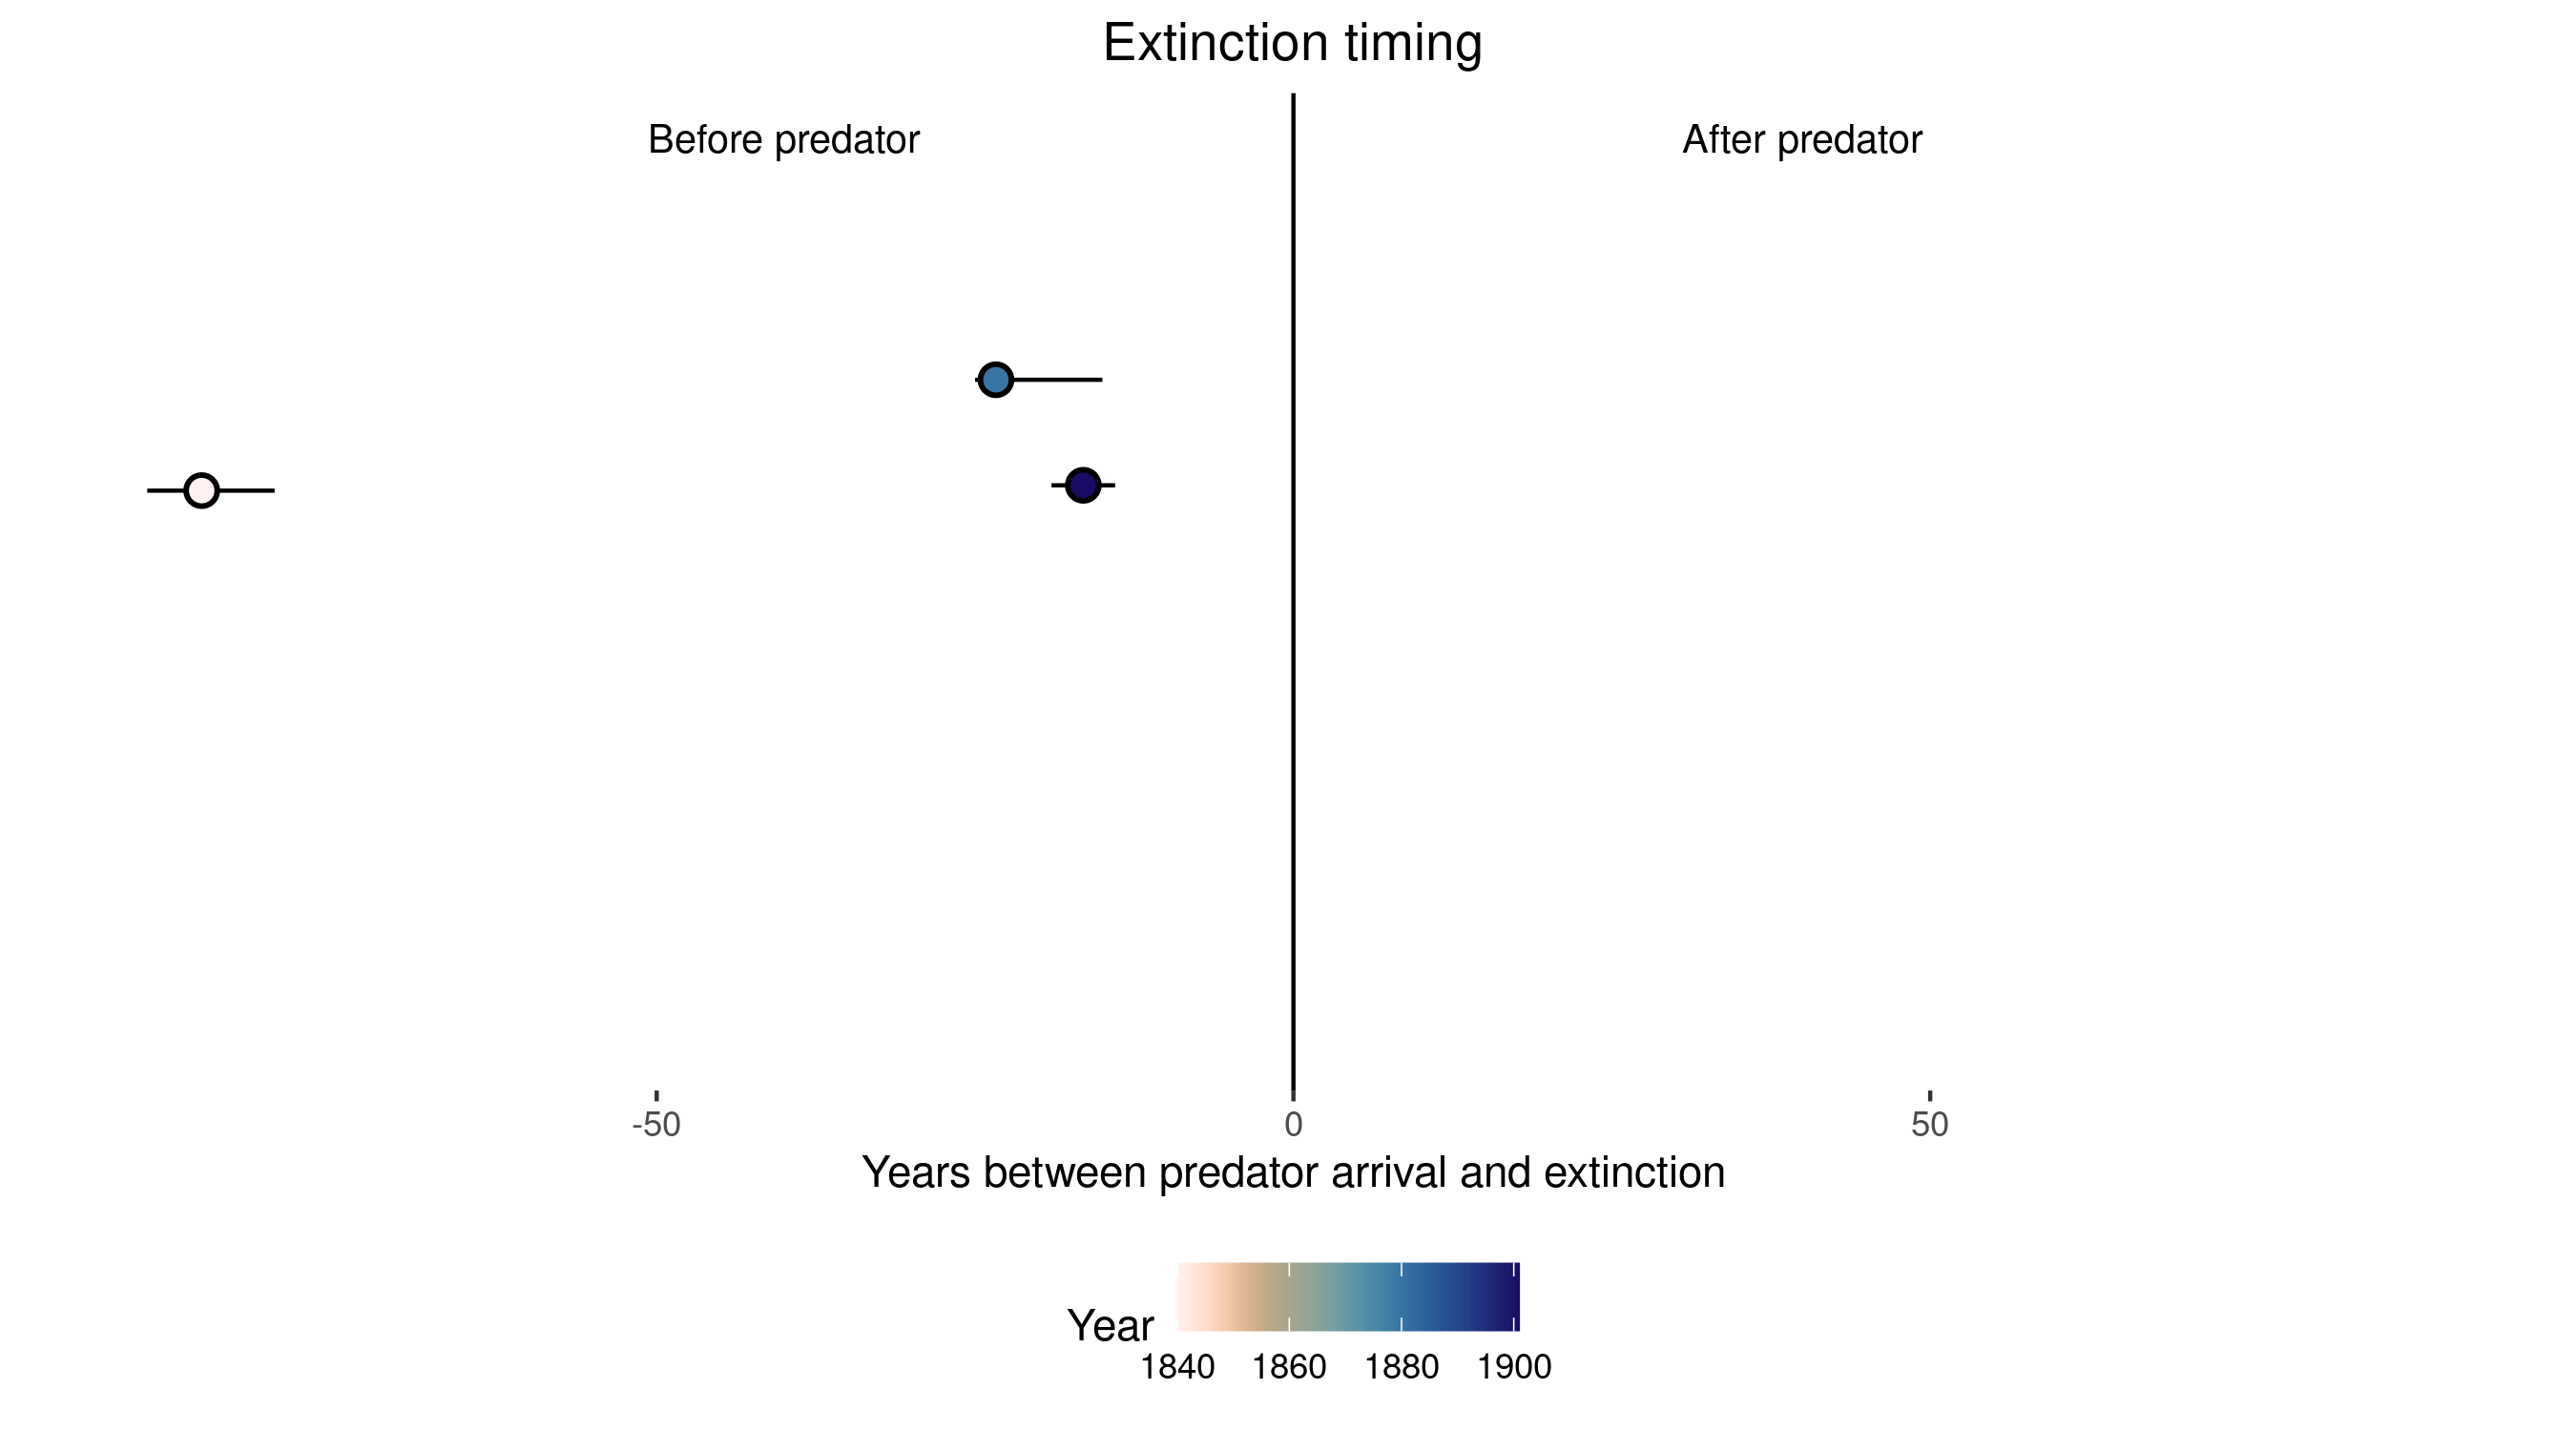 Extinction timing
Before predator
After predator
-50
0
50
Years between predator arrival and extinction
Year
1840
1860
1880
1900